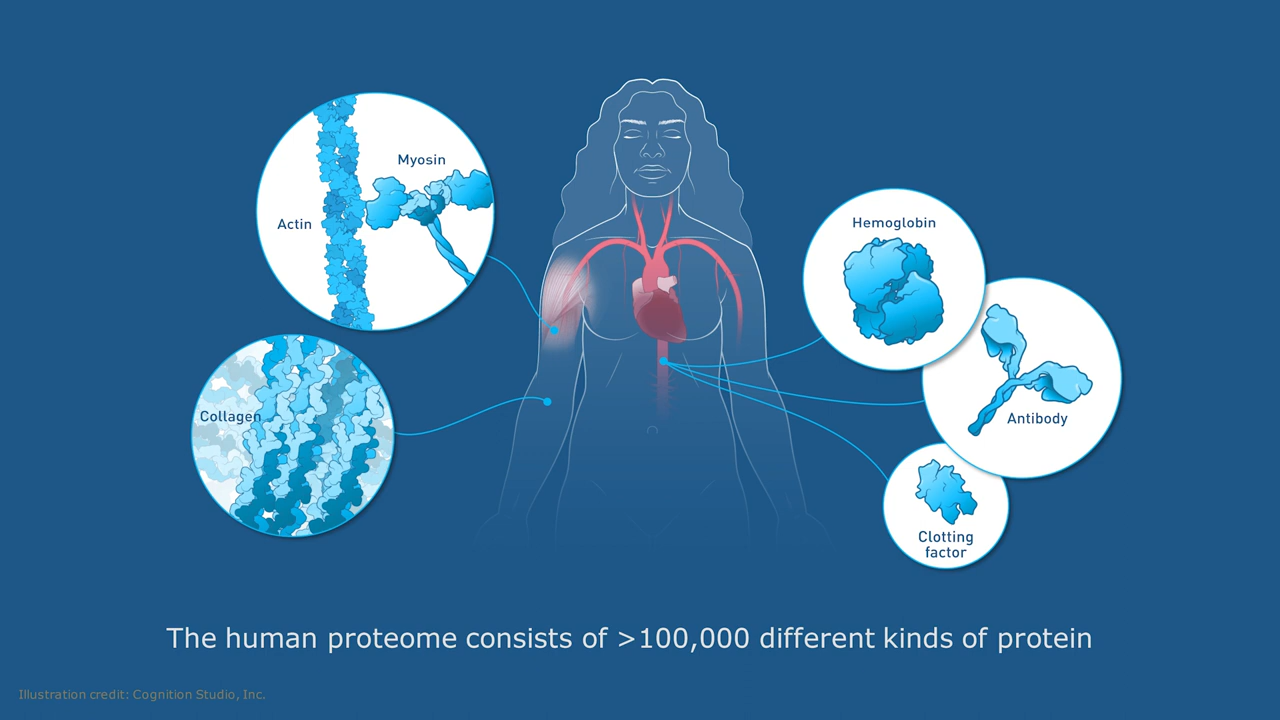 Myosin
Actin
Collagen
Hemoglobin
Antibody
Clotting
factor
The human proteome consists of >100,000 different kinds of protein
Illustration credit: Cognition Studio, Inc.